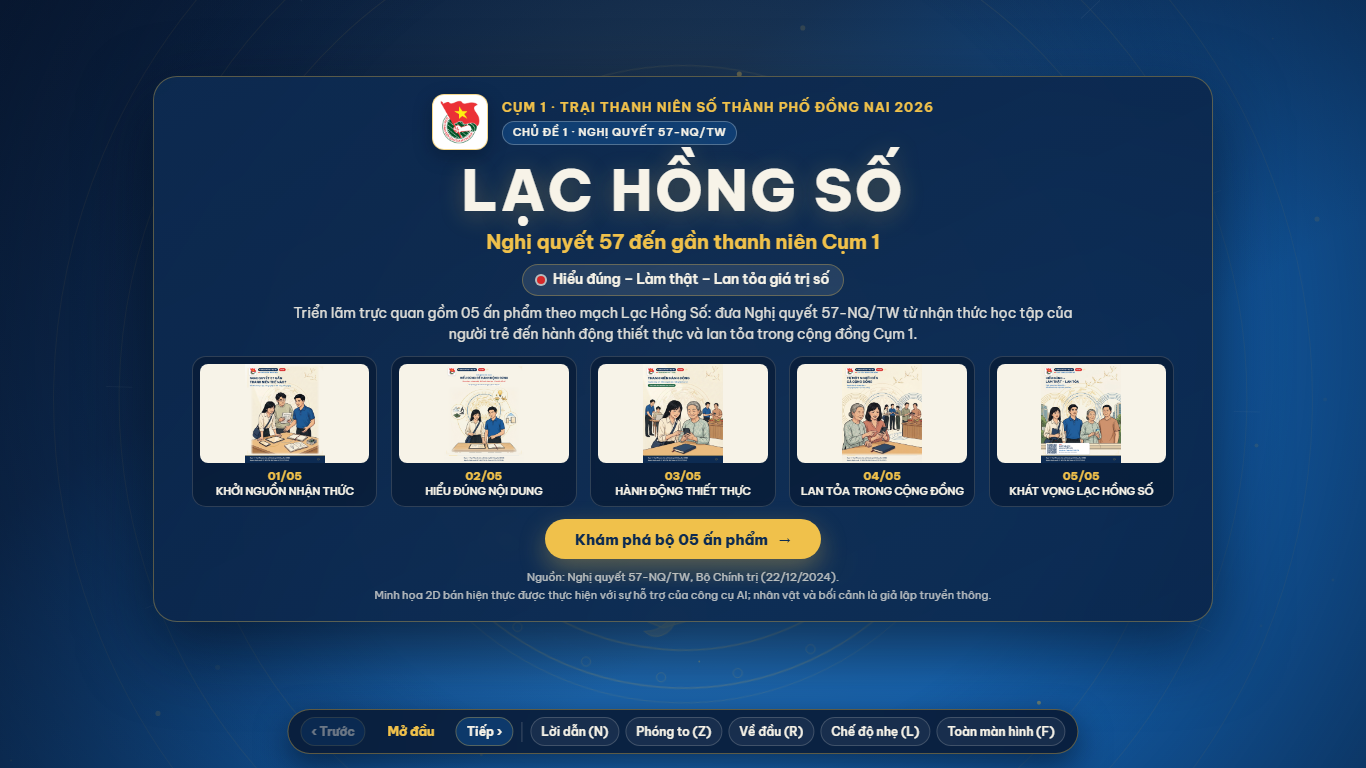 CỤM 1 · TRẠI THANH NIÊN SỐ THÀNH PHỐ ĐỒNG NAI 2026
CHỦ ĐỀ 1 · NGHỊ QUYẾT 57-NQ/TW
LẠC HỒNG SỐ
Nghị quyết 57 đến gần thanh niên Cụm 1
Hiểu đúng – Làm thật – Lan tỏa giá trị số
Triển lãm trực quan gồm 05 ấn phẩm theo mạch Lạc Hồng Số: đưa Nghị quyết 57-NQ/TW từ nhận thức học tập của
người trẻ đến hành động thiết thực và lan tỏa trong cộng đồng Cụm 1.
01/05
KHỞI NGUỒN NHẬN THỨC
02/05
HIỂU ĐÚNG NỘI DUNG
03/05
HÀNH ĐỘNG THIẾT THỰC
04/05
LAN TỎA TRONG CỘNG ĐỒNG
05/05
KHÁT VỌNG LẠC HỒNG SỐ
Khám phá bộ 05 ấn phẩm →
Nguồn: Nghị quyết 57-NQ/TW, Bộ Chính trị (22/12/2024).
Minh họa 2D bán hiện thực được thực hiện với sự hỗ trợ của công cụ AI; nhân vật và bối cảnh là giả lập truyền thông.
‹ Trước
Mở đầu
Tiếp ›
Lời dẫn (N)
Phóng to (Z)
Về đầu (R)
Chế độ nhẹ (L)
Toàn màn hình (F)